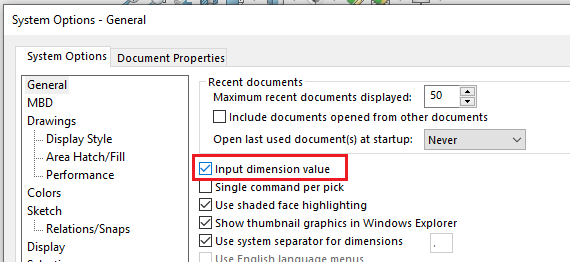 System Options - General
System Options
Document Properties
General
MBD
Drawings
Display Style
Area Hatch/Fill
Performance
Colors
Sketch
Relations/Snaps
Display
Selection
Recent documents
Maximum recent documents displayed: 50
Include documents opened from other documents
Open last used document(s) at startup: Never
Input dimension value
Single command per pick
Use shaded face highlighting
Show thumbnail graphics in Windows Explorer
Use system separator for dimensions .
Use English language menus